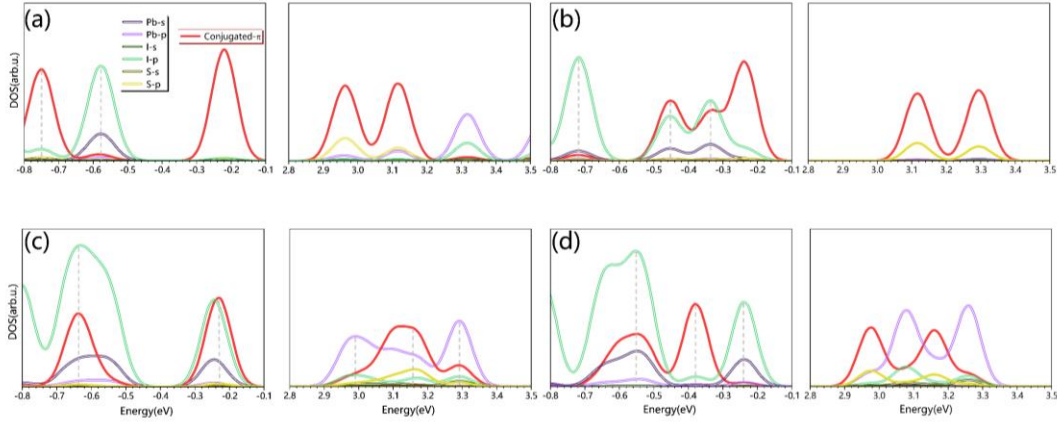 (a)
Pb-s
Pb-p
I-s
I-p
S-s
S-p
Conjugated-π
DOS(arb.u.)
-0.8 -0.7 -0.6 -0.5 -0.4 -0.3 -0.2 -0.1
2.8 2.9 3.0 3.1 3.2 3.3 3.4 3.5
(b)
-0.8 -0.7 -0.6 -0.5 -0.4 -0.3 -0.2 -0.1
2.8 2.9 3.0 3.1 3.2 3.3 3.4 3.5
(c)
DOS(arb.u.)
-0.8 -0.7 -0.6 -0.5 -0.4 -0.3 -0.2 -0.1
Energy(eV)
2.8 2.9 3.0 3.1 3.2 3.3 3.4 3.5
Energy(eV)
(d)
-0.8 -0.7 -0.6 -0.5 -0.4 -0.3 -0.2 -0.1
Energy(eV)
2.8 2.9 3.0 3.1 3.2 3.3 3.4 3.5
Energy(eV)